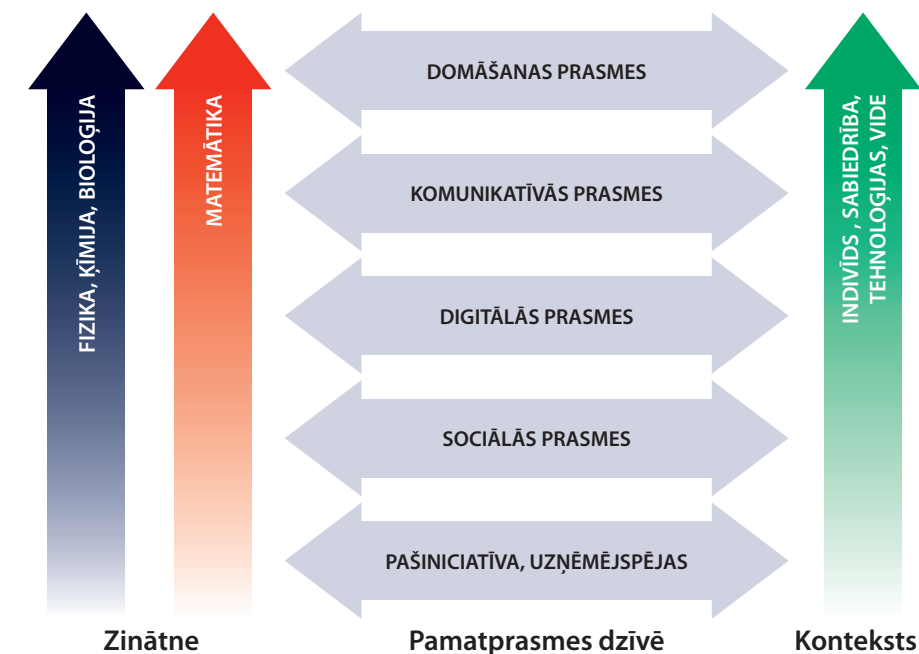 FIZIKA, ĶĪMIJA, BIOLOĢIJA
MATEMĀTIKA
DOMĀŠANAS PRASMES
KOMUNIKATĪVĀS PRASMES
DIGITĀLĀS PRASMES
SOCIĀLĀS PRASMES
PAŠINICIATĪVA, UZŅĒMĒJSPĒJAS
INDIVĪDS , SABIEDRĪBA,
TEHNOLOĢIJAS, VIDE
Zinātne
Pamatprasmes dzīvē
Konteksts